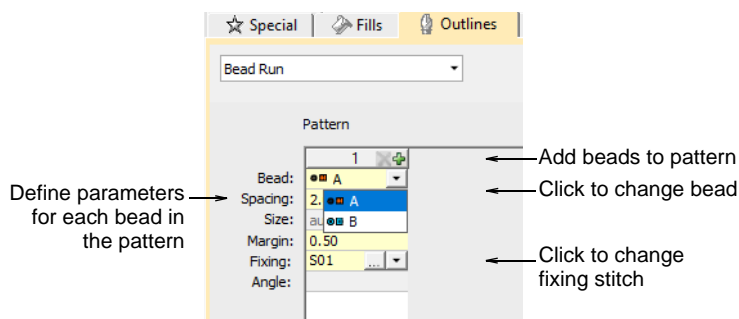 Special
Fills
Outlines
Bead Run
Pattern
1
Add beads to pattern
Bead:
A
Click to change bead
Define parameters
for each bead in
the pattern
Spacing:
2.
A
Size:
au
B
Margin:
0.50
Fixing:
S01
...
Click to change
fixing stitch
Angle: